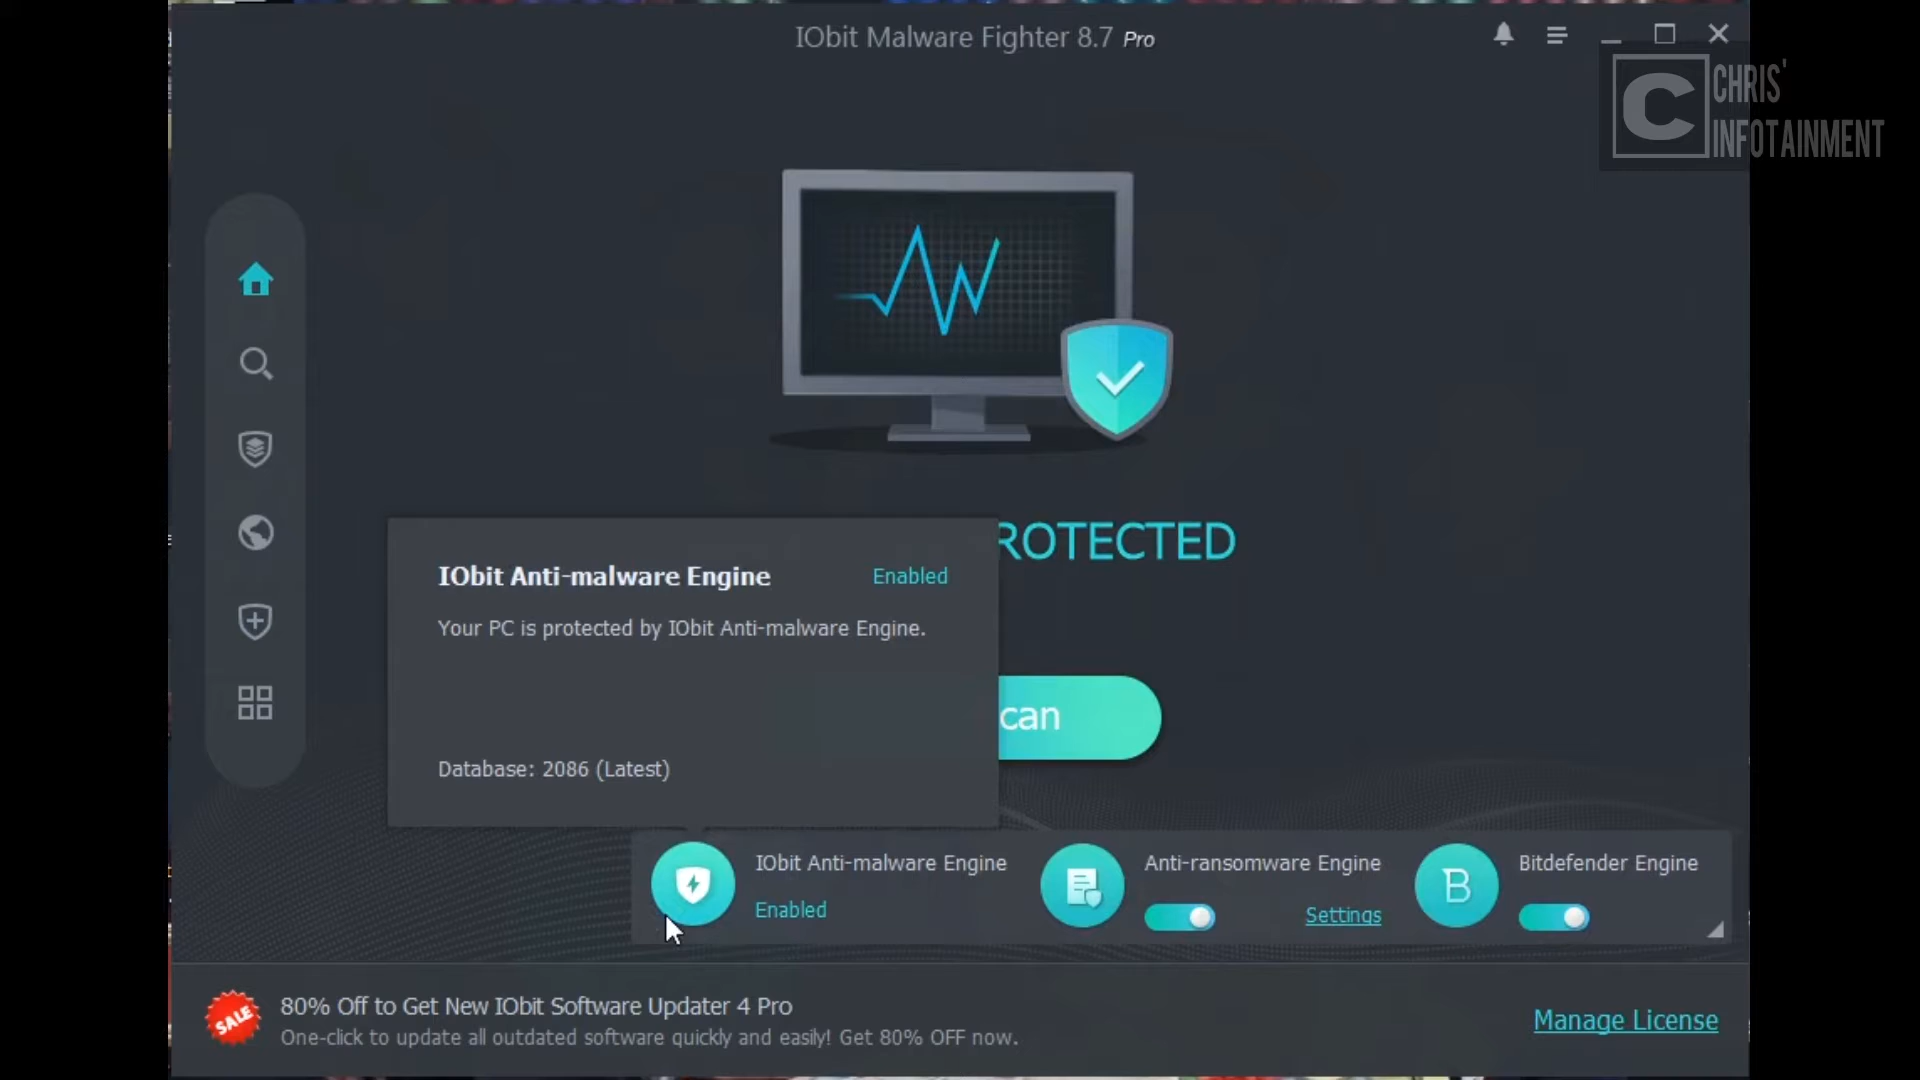 IObit Malware Fighter 8.7 Pro
C CHRIS'
INFOTAINMENT
ROTECTED
IObit Anti-malware Engine Enabled
Your PC is protected by IObit Anti-malware Engine.
can
Database: 2086 (Latest)
IObit Anti-malware Engine
Enabled
Anti-ransomware Engine
Settings
B
Bitdefender Engine
SALE
80% Off to Get New IObit Software Updater 4 Pro
One-click to update all outdated software quickly and easily! Get 80% OFF now.
Manage License